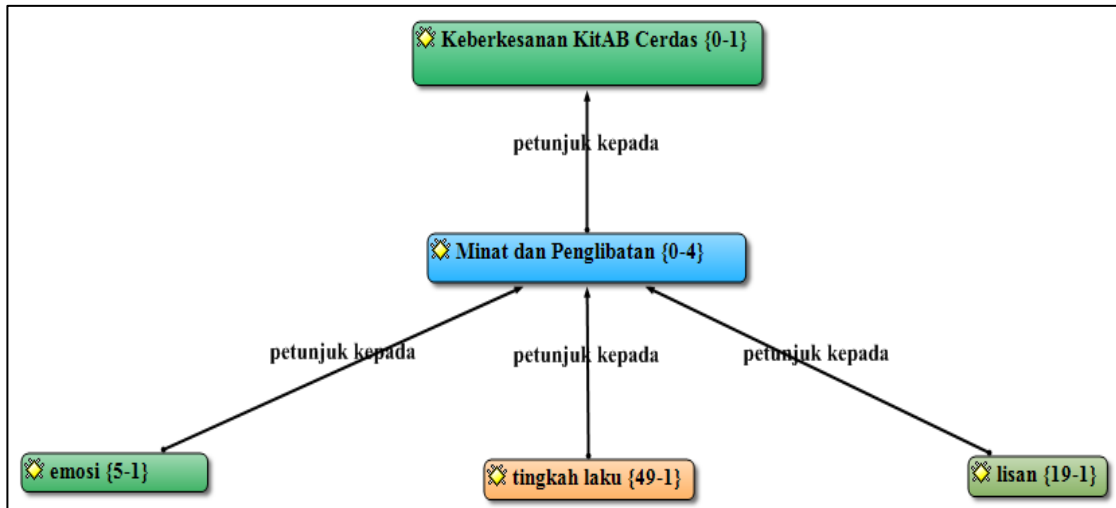 Keberkesanan KitAB Cerdas {0-1}
petunjuk kepada
Minat dan Penglibatan {0-4}
petunjuk kepada
petunjuk kepada
petunjuk kepada
emosi {5-1}
tingkah laku {49-1}
lisan {19-1}